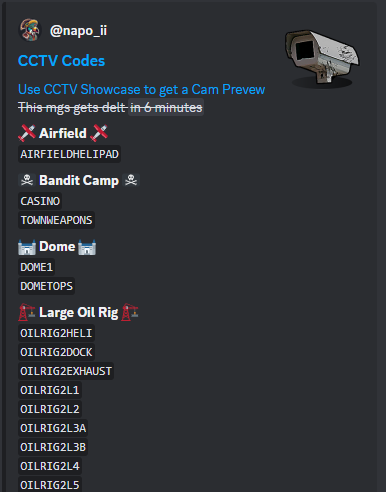 @napo_ii
CCTV Codes
Use CCTV Showcase to get a Cam Prevew
This mgs gets delt in 6 minutes
Airfield
AIRFIELDHELIPAD
Bandit Camp
CASINO
TOWNWEAPONS
Dome
DOME1
DOMETOPS
Large Oil Rig
OILRIG2HELI
OILRIG2DOCK
OILRIG2EXHAUST
OILRIG2L1
OILRIG2L2
OILRIG2L3A
OILRIG2L3B
OILRIG2L4
OILRIG2L5